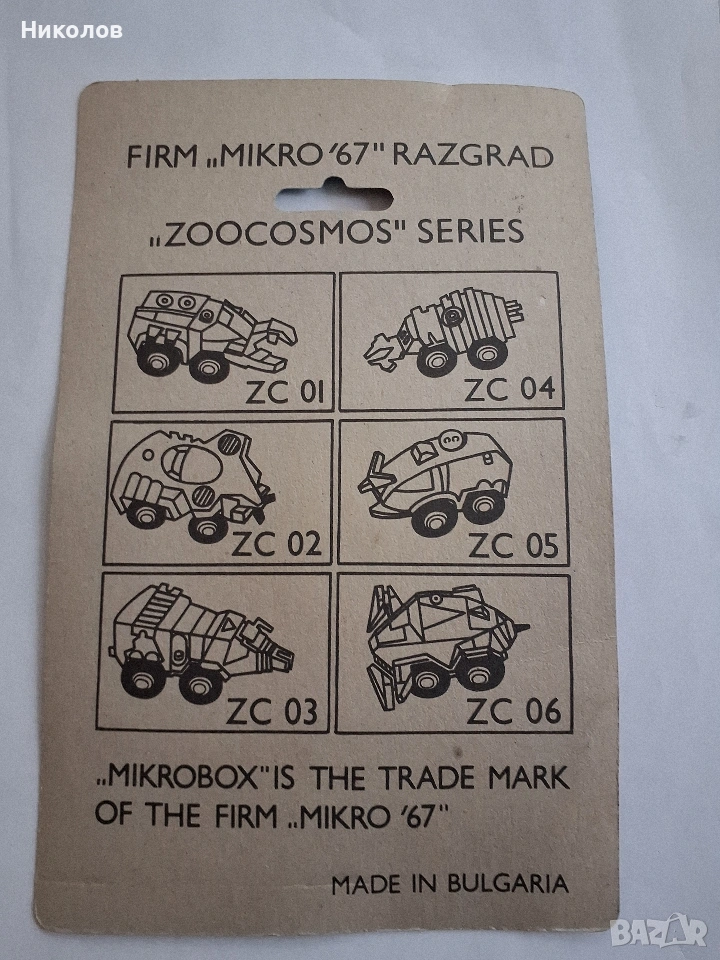 Николов
FIRM „MIKRO '67" RAZGRAD
„ZOOCOSMOS" SERIES
ZC 01
ZC 04
ZC 02
ZC 05
ZC 03
ZC 06
„MIKROBOX" IS THE TRADE MARK
OF THE FIRM „MIKRO '67"
MADE IN BULGARIA
BAZAR